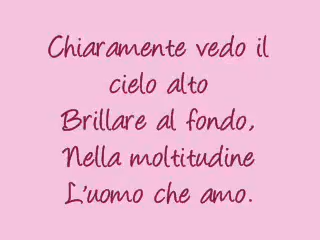 Chiaramente vedo il
cielo alto
Brillare al fondo,
Nella moltitudine
L'uomo che amo.